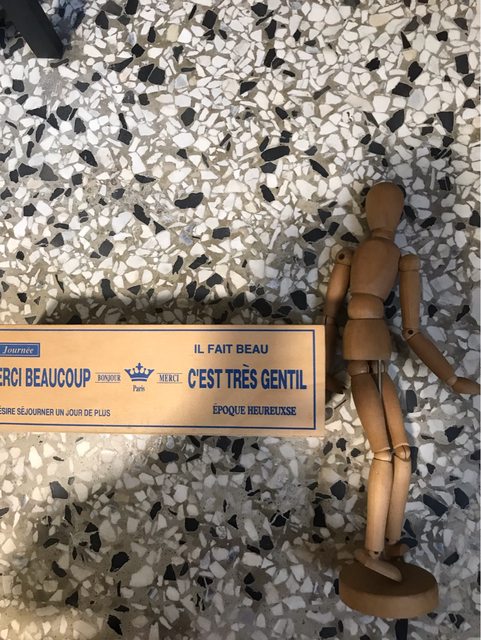 Journée
IL FAIT BEAU
ERCI BEAUCOUP
BONJOUR
Paris
MERCI
C'EST TRÈS GENTIL
ÉSIRE SÉJOURNER UN JOUR DE PLUS
ÉPOQUE HEUREUXSE